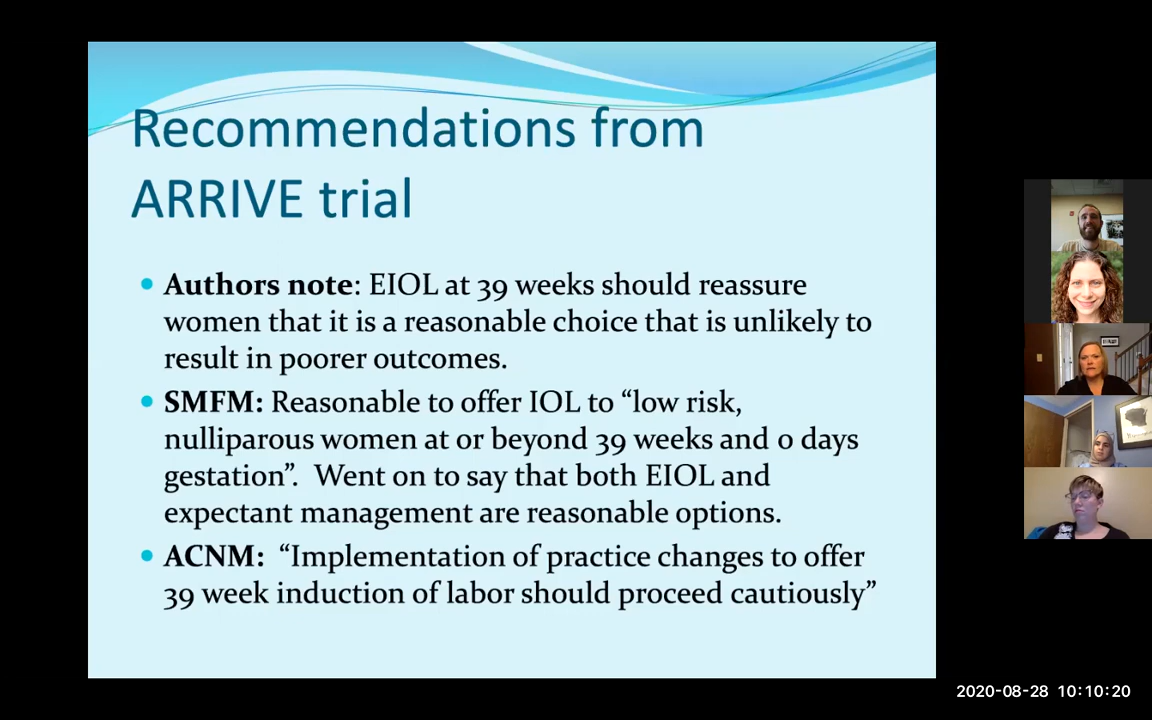 Recommendations from
ARRIVE trial
• Authors note: EIOL at 39 weeks should reassure
women that it is a reasonable choice that is unlikely to
result in poorer outcomes.
• SMFM: Reasonable to offer IOL to “low risk,
nulliparous women at or beyond 39 weeks and 0 days
gestation”.  Went on to say that both EIOL and
expectant management are reasonable options.
• ACNM:  “Implementation of practice changes to offer
39 week induction of labor should proceed cautiously”
2020-08-28 10:10:20